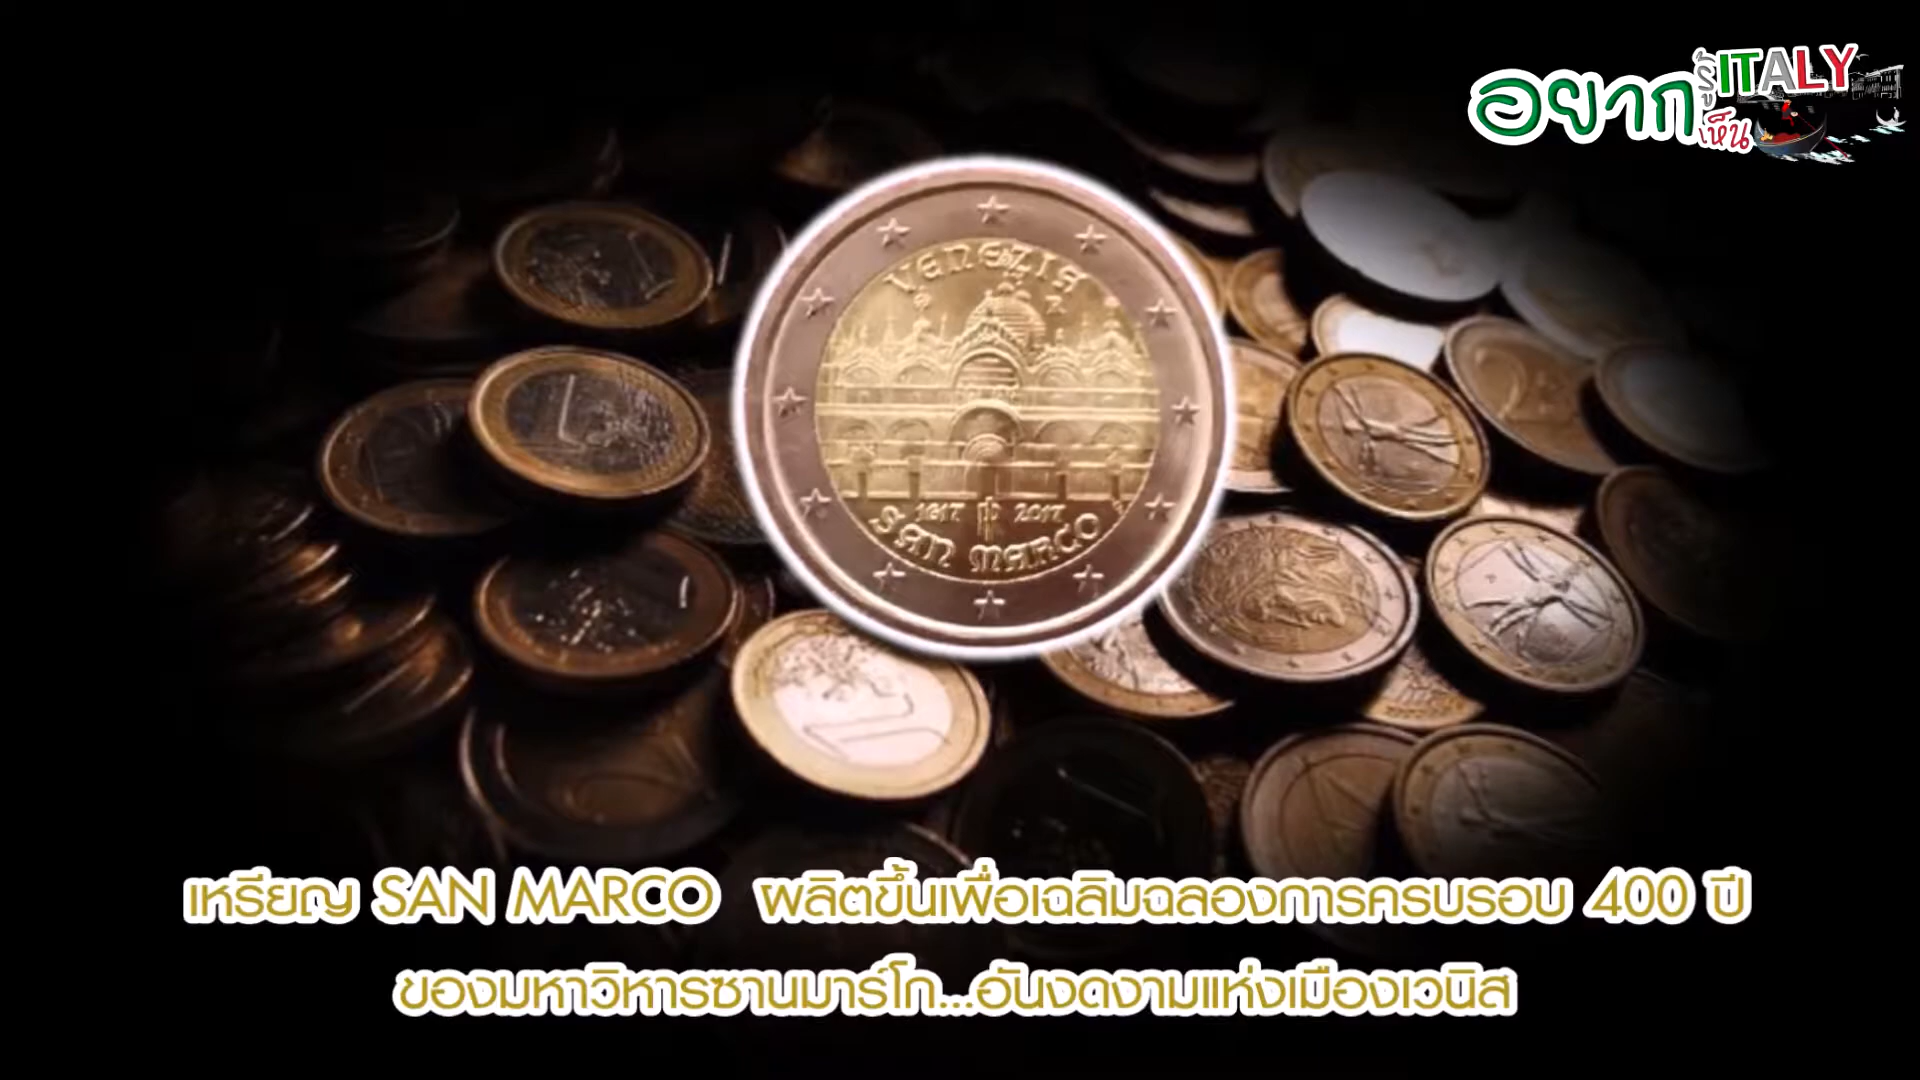 อยากรู้เห็น ITALY
VENEZIA
1617 2017
SAN MARCO
เหรียญ SAN MARCO ผลิตขึ้นเพื่อเฉลิมฉลองการครบรอบ 400 ปี
ของมหาวิหารซานมาร์โก...อันงดงามแห่งเมืองเวนิส